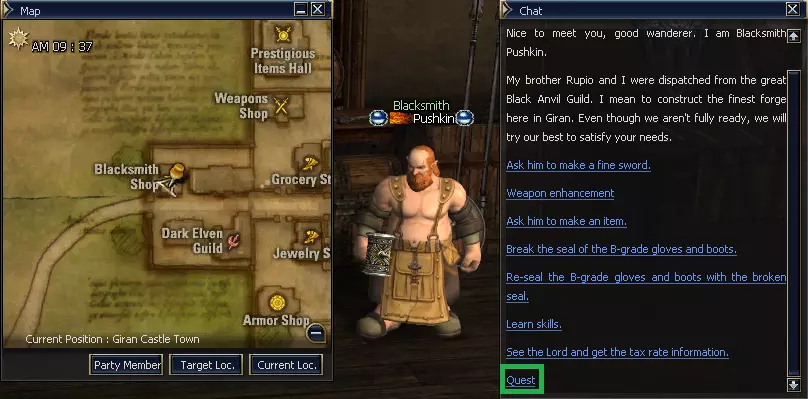 Map
AM 09 : 37
Prestigious
Items Hall
Weapons
Shop
Blacksmith
Shop
Grocery St
Dark Elven
Guild
Jewelry S
Armor Shop
Current Position : Giran Castle Town
Party Member
Target Loc.
Current Loc.
Blacksmith
Pushkin
Chat
Nice to meet you, good wanderer. I am Blacksmith
Pushkin.
My brother Rupio and I were dispatched from the great
Black Anvil Guild. I mean to construct the finest forge
here in Giran. Even though we aren't fully ready, we will
try our best to satisfy your needs.
Ask him to make a fine sword.
Weapon enhancement
Ask him to make an item.
Break the seal of the B-grade gloves and boots.
Re-seal the B-grade gloves and boots with the broken
seal.
Learn skills.
See the Lord and get the tax rate information.
Quest